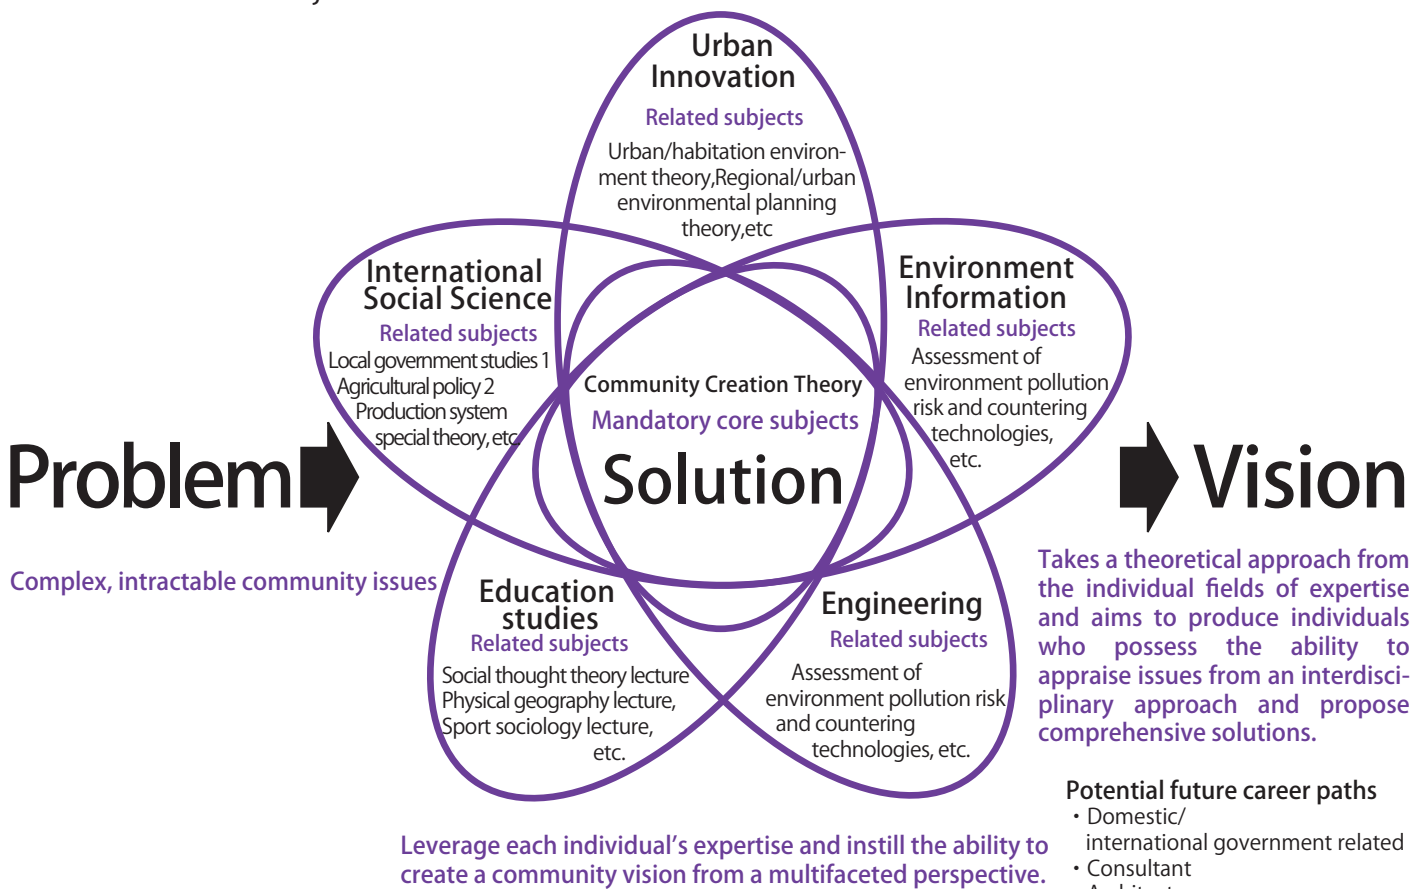 Urban
Innovation
Related subjects
Urban/habitation environ-
ment theory,Regional/urban
environmental planning
theory,etc
International
Social Science
Related subjects
Local government studies 1
Agricultural policy 2
Production system
special theory, etc.
Environment
Information
Related subjects
Assessment of
environment pollution
risk and countering
technologies,
etc.
Community Creation Theory
Mandatory core subjects
Solution
Problem
Complex, intractable community issues
Vision
Takes a theoretical approach from
the individual fields of expertise
and aims to produce individuals
who possess the ability to
appraise issues from an interdisci-
plinary approach and propose
comprehensive solutions.
Education
studies
Related subjects
Social thought theory lecture
Physical geography lecture,
Sport sociology lecture,
etc.
Engineering
Related subjects
Assessment of
environment pollution risk
and countering
technologies, etc.
Leverage each individual's expertise and instill the ability to
create a community vision from a multifaceted perspective.
Potential future career paths
・Domestic/
international government related
・Consultant